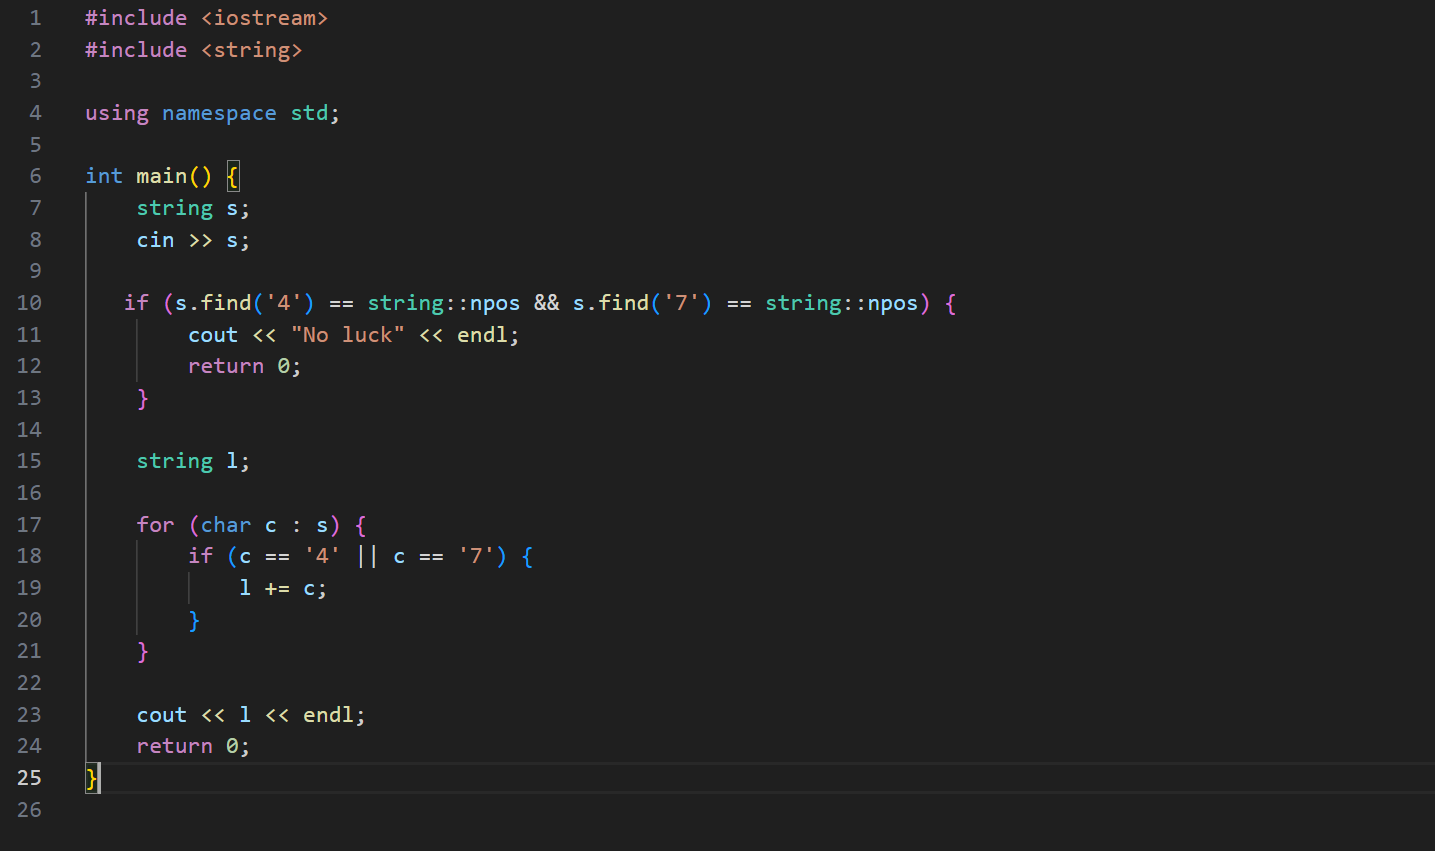 1 #include <iostream>
2 #include <string>
3
4 using namespace std;
5
6 int main() {
7     string s;
8     cin >> s;
9
10    if (s.find('4') == string::npos && s.find('7') == string::npos) {
11         cout << "No luck" << endl;
12         return 0;
13     }
14
15     string l;
16
17     for (char c : s) {
18         if (c == '4' || c == '7') {
19             l += c;
20         }
21     }
22
23     cout << l << endl;
24     return 0;
25 }
26